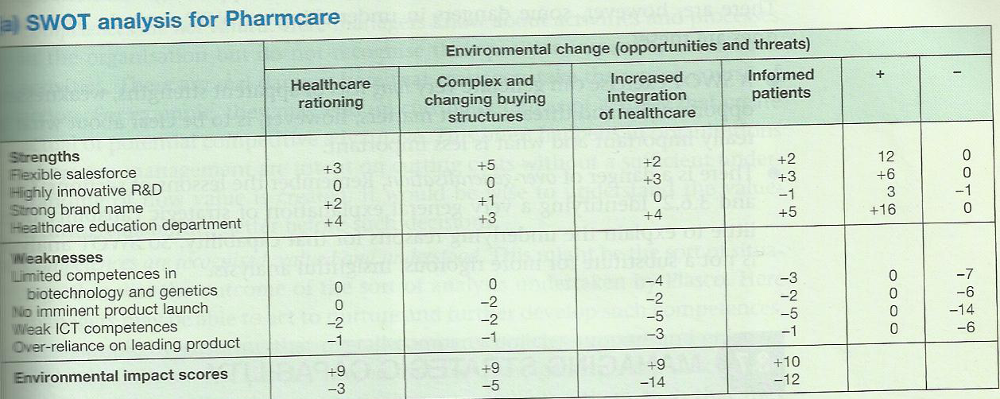 (a) SWOT analysis for Pharmcare
Environmental change (opportunities and threats)
Healthcare rationing Complex and changing buying structures Increased integration of healthcare Informed patients + −
Strengths
Flexible salesforce +3 +5 +2 +2 12 0
Highly innovative R&D 0 0 +3 +3 +6 0
Strong brand name +2 +1 0 −1 3 −1
Healthcare education department +4 +3 +4 +5 +16 0
Weaknesses
Limited competences in
biotechnology and genetics 0 0 −4 −3 0 −7
No imminent product launch 0 −2 −2 −2 0 −6
Weak ICT competences −2 −2 −5 −5 0 −14
Over-reliance on leading product −1 −1 −3 −1 0 −6
Environmental impact scores +9 +9 +9 +10
−3 −5 −14 −12